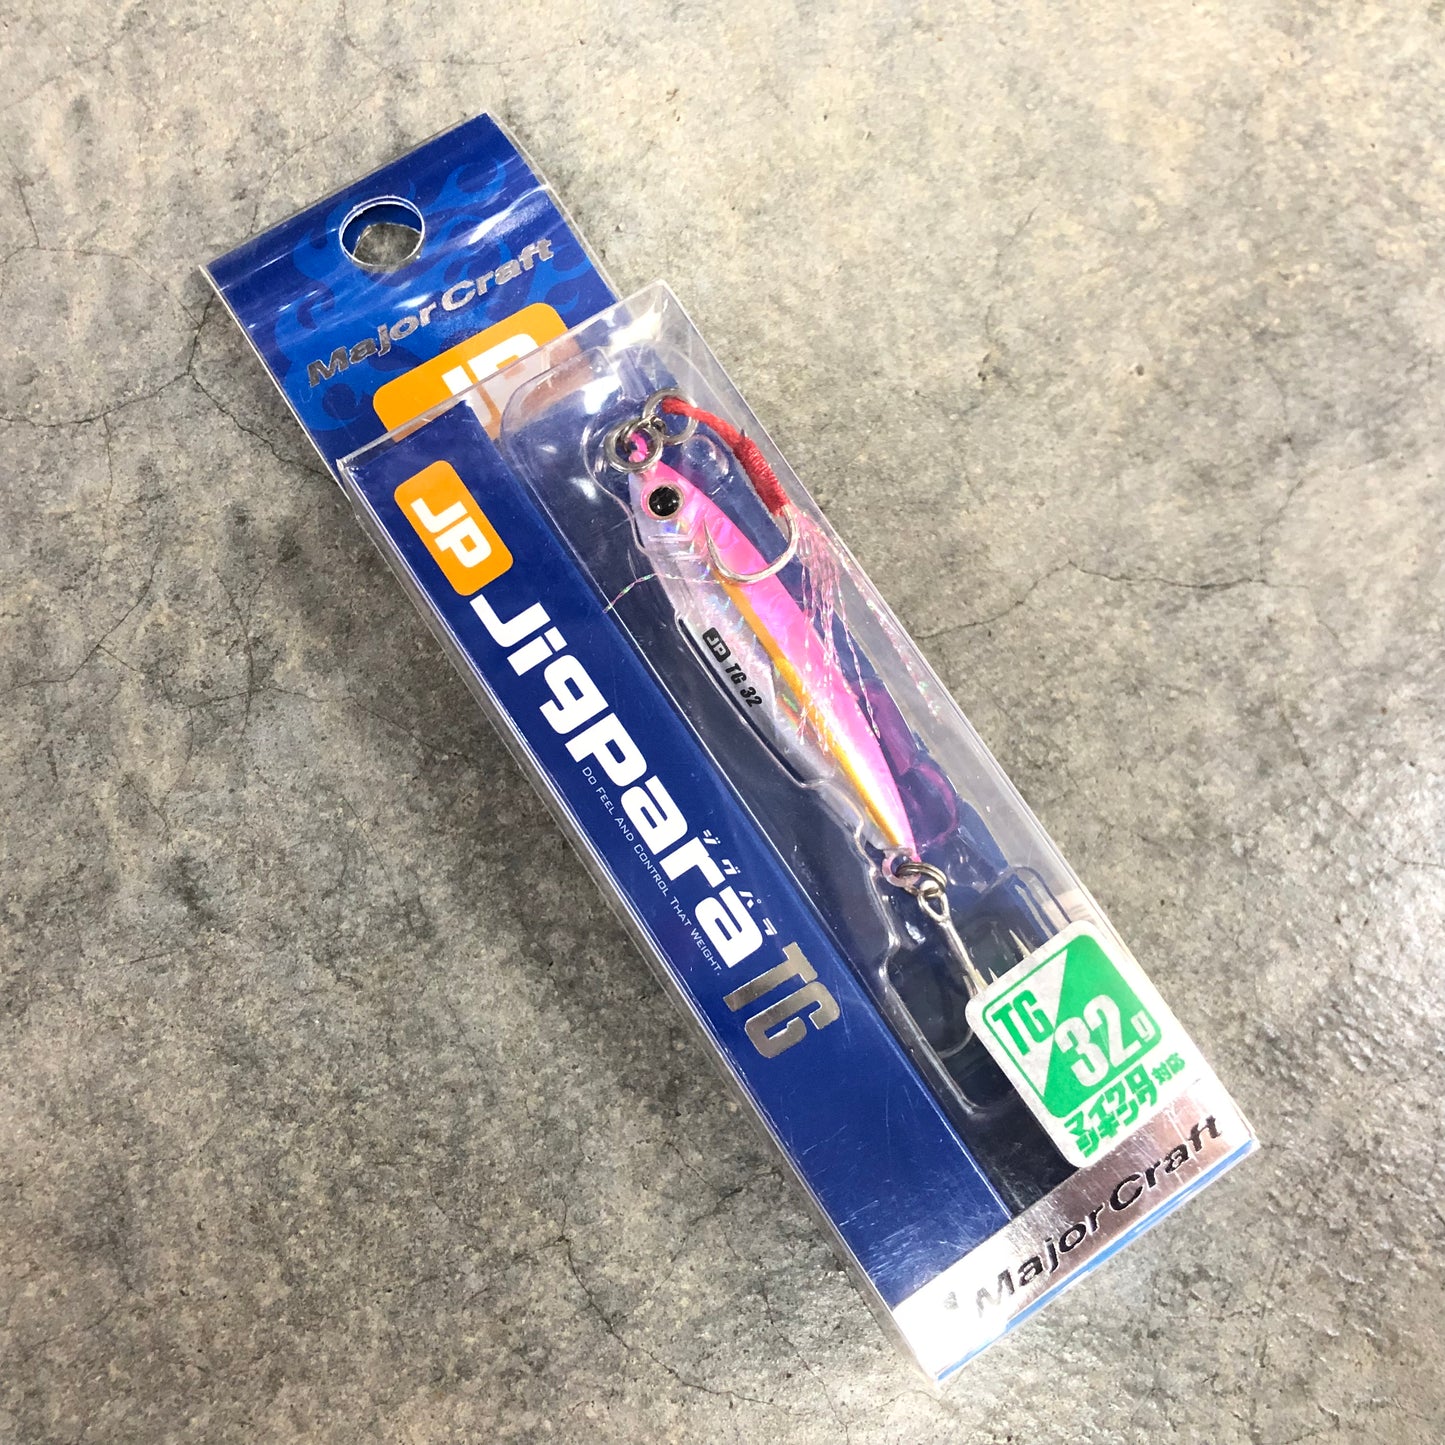 Major Craft
JP
JP
JigPara
ジグパラ
TG
DO FEEL AND CONTROL THAT WEIGHT.
JP TG 32
TG
32g
マイクロ
ジギング対応
Major Craft